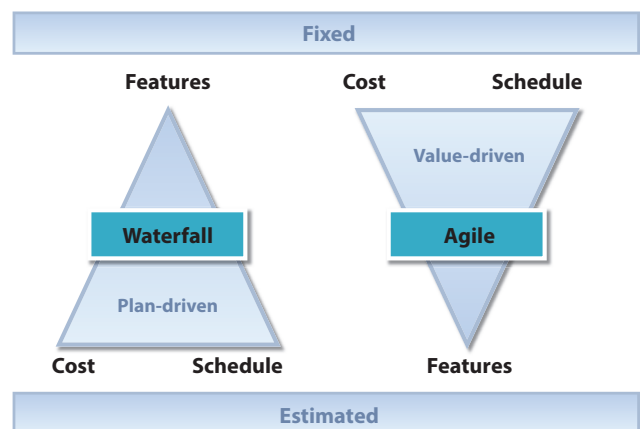 Fixed
Features
Cost Schedule
Value-driven
Waterfall
Agile
Plan-driven
Cost Schedule
Features
Estimated